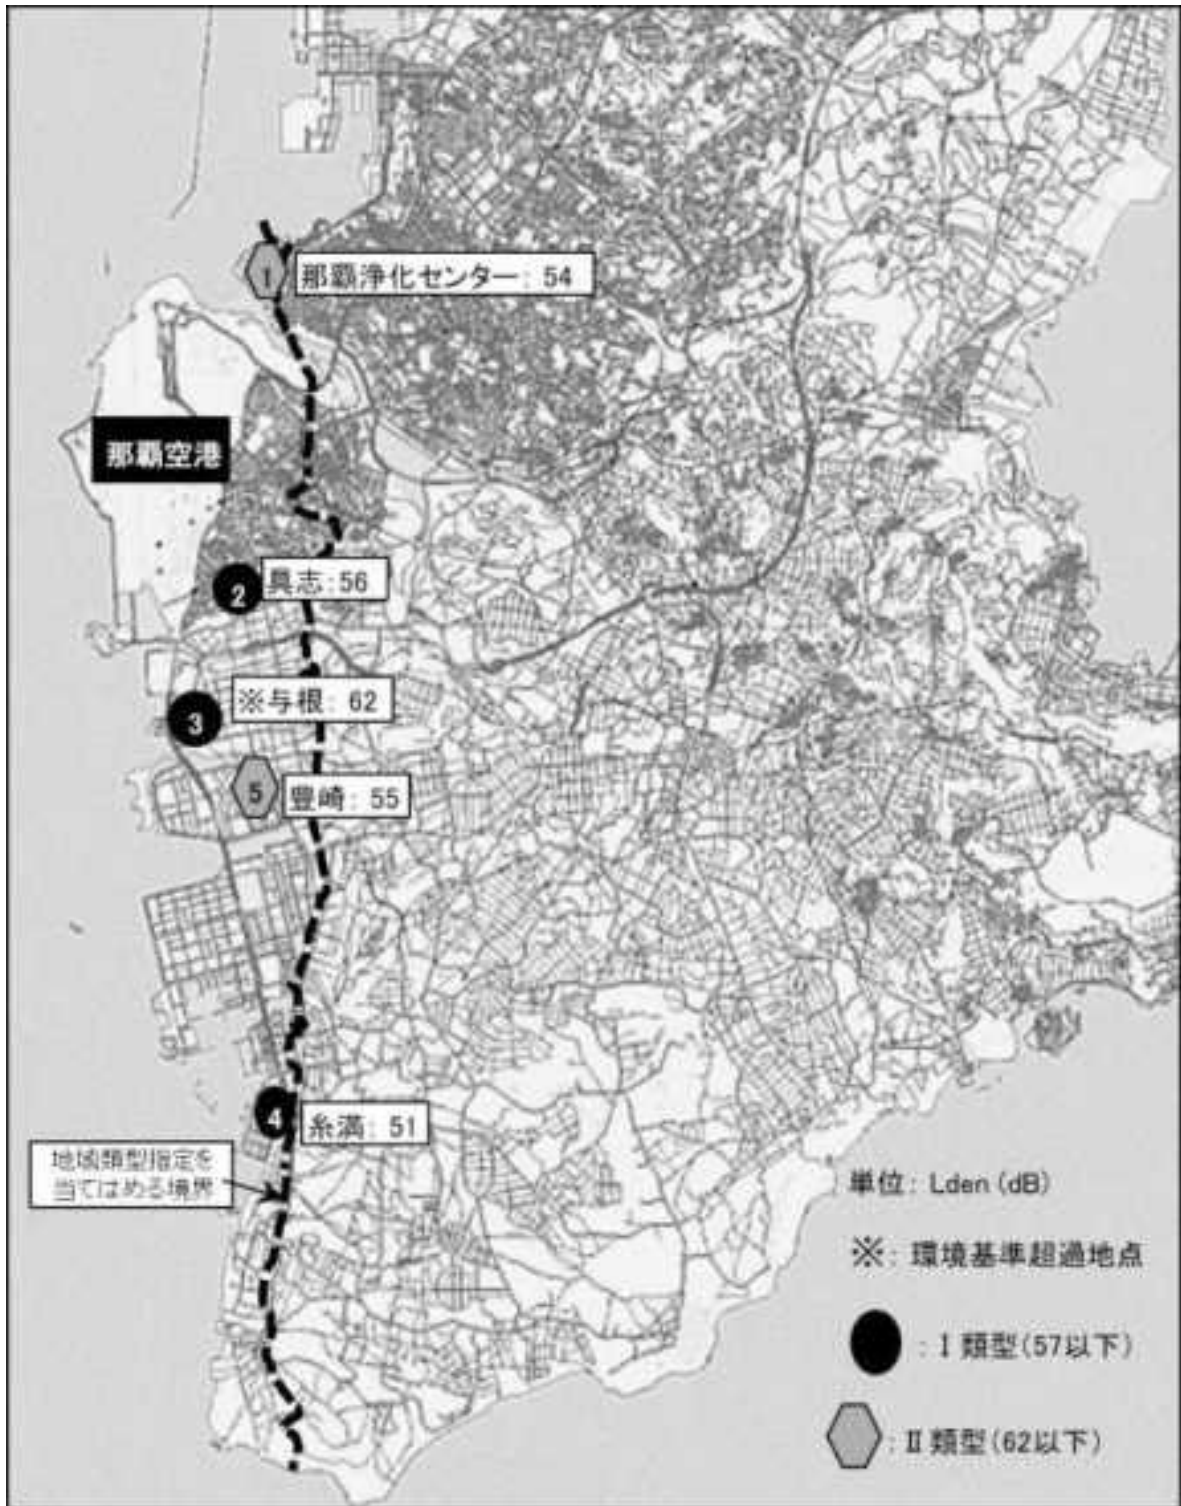 1
那覇浄化センター: 54
那覇空港
2
具志:56
3
※与根: 62
5
豊崎: 55
4
糸満: 51
地域類型指定を
当てはめる境界
単位: Lden (dB)
※: 環境基準超過地点
: Ⅰ類型(57以下)
: Ⅱ類型(62以下)